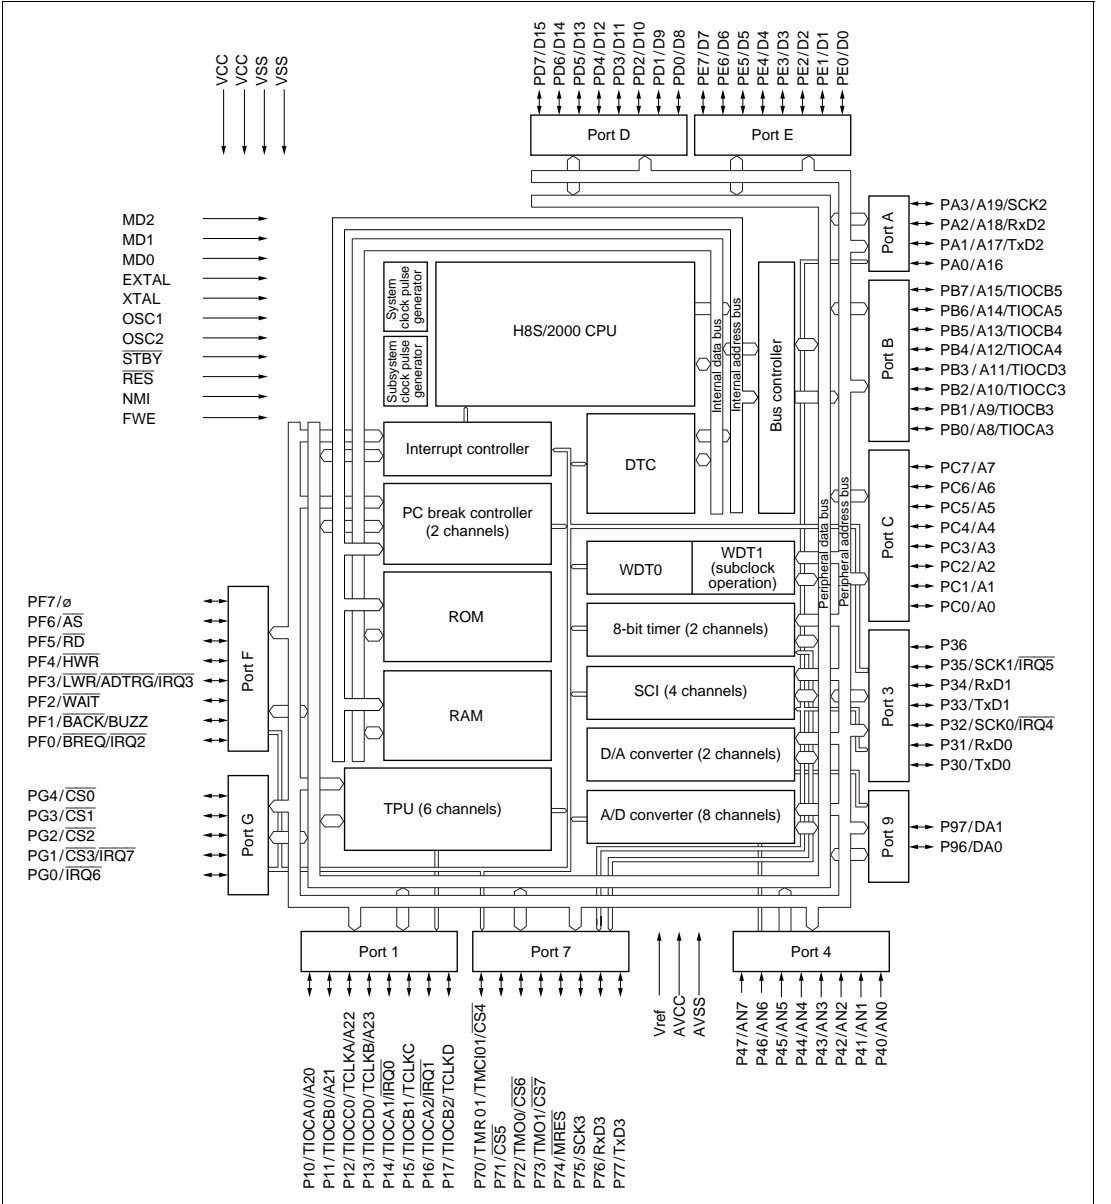 VCC
VCC
VSS
VSS
PD7/D15
PD6/D14
PD5/D13
PD4/D12
PD3/D11
PD2/D10
PD1/D9
PD0/D8
PE7/D7
PE6/D6
PE5/D5
PE4/D4
PE3/D3
PE2/D2
PE1/D1
PE0/D0
Port D
Port E
MD2
MD1
MD0
EXTAL
XTAL
OSC1
OSC2
STBY
RES
NMI
FWE
System
clock pulse
generator
Subsystem
clock pulse
generator
H8S/2000 CPU
Internal data bus
Internal address bus
Bus controller
Interrupt controller
DTC
PC break controller
(2 channels)
WDT0
WDT1
(subclock
operation)
ROM
8-bit timer (2 channels)
SCI (4 channels)
RAM
D/A converter (2 channels)
TPU (6 channels)
A/D converter (8 channels)
Peripheral data bus
Peripheral address bus
Port A
PA3/A19/SCK2
PA2/A18/RxD2
PA1/A17/TxD2
PA0/A16
Port B
PB7/A15/TIOCB5
PB6/A14/TIOCA5
PB5/A13/TIOCB4
PB4/A12/TIOCA4
PB3/A11/TIOCD3
PB2/A10/TIOCC3
PB1/A9/TIOCB3
PB0/A8/TIOCA3
Port C
PC7/A7
PC6/A6
PC5/A5
PC4/A4
PC3/A3
PC2/A2
PC1/A1
PC0/A0
Port 3
P36
P35/SCK1/IRQ5
P34/RxD1
P33/TxD1
P32/SCK0/IRQ4
P31/RxD0
P30/TxD0
Port 9
P97/DA1
P96/DA0
PF7/ø
PF6/AS
PF5/RD
PF4/HWR
PF3/LWR/ADTRG/IRQ3
PF2/WAIT
PF1/BACK/BUZZ
PF0/BREQ/IRQ2
Port F
PG4/CS0
PG3/CS1
PG2/CS2
PG1/CS3/IRQ7
PG0/IRQ6
Port G
Port 1
Port 7
Port 4
P10/TIOCA0/A20
P11/TIOCB0/A21
P12/TIOCC0/TCLKA/A22
P13/TIOCD0/TCLKB/A23
P14/TIOCA1/IRQ0
P15/TIOCB1/TCLKC
P16/TIOCA2/IRQ1
P17/TIOCB2/TCLKD
P70/TMR01/TMCI01/CS4
P71/CS5
P72/TMO0/CS6
P73/TMO1/CS7
P74/MRES
P75/SCK3
P76/RxD3
P77/TxD3
Vref
AVCC
AVSS
P47/AN7
P46/AN6
P45/AN5
P44/AN4
P43/AN3
P42/AN2
P41/AN1
P40/AN0